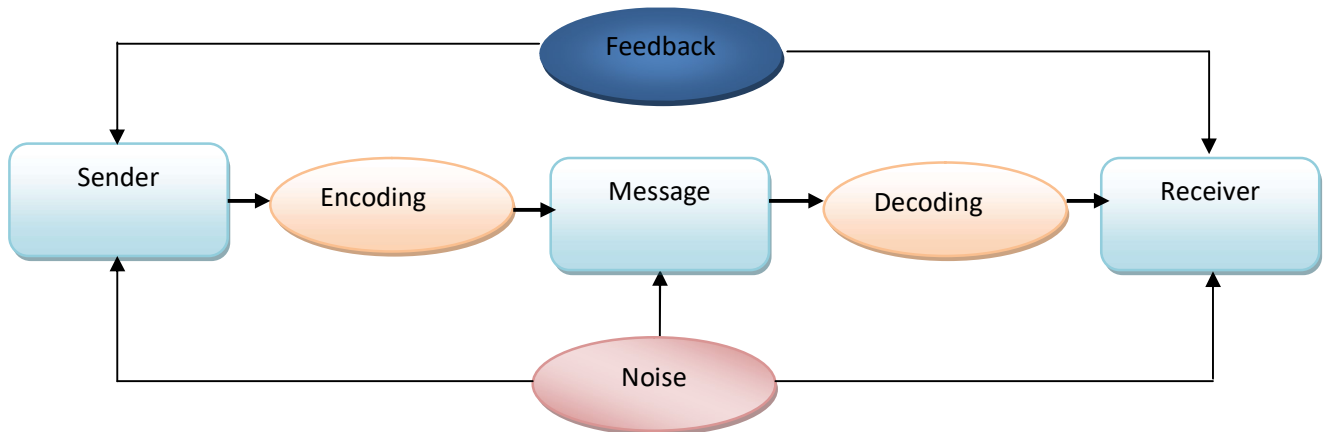 Feedback
Sender
Encoding
Message
Decoding
Receiver
Noise